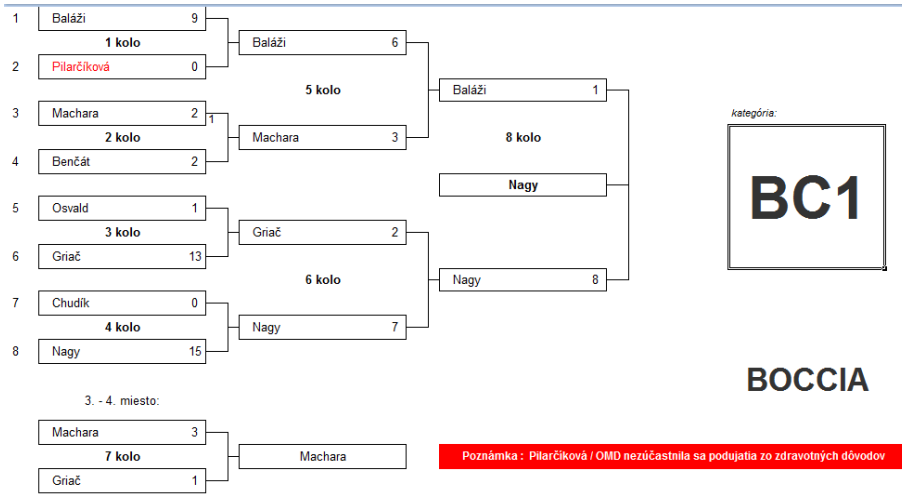 1 Baláži 9
1 kolo
2 Pilarčíková 0
3 Machara 2 1
2 kolo
4 Benčát 2
5 Osvald 1
3 kolo
6 Griač 13
7 Chudík 0
4 kolo
8 Nagy 15
Baláži 6
5 kolo
Machara 3
Griač 2
6 kolo
Nagy 7
Baláži 1
8 kolo
Nagy
Nagy 8
kategória:
BC1
BOCCIA
3. - 4. miesto:
Machara 3
7 kolo
Griač 1
Machara
Poznámka : Pilarčíková / OMD nezúčastnila sa podujatia zo zdravotných dôvodov